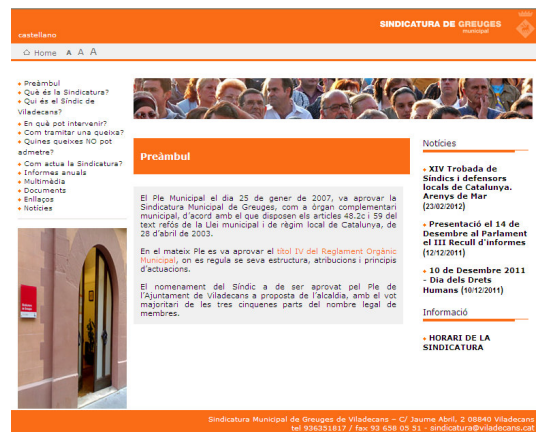 SINDICATURA DE GREUGES
municipal
castellano
Home A A A
Preàmbul
Què és la Sindicatura?
Qui és el Síndic de
Viladecans?
En què pot intervenir?
Com tramitar una queixa?
Quines queixes NO pot
admetre?
Com actua la Sindicatura?
Informes anuals
Multimèdia
Documents
Enllaços
Notícies
Preàmbul
El Ple Municipal el dia 25 de gener de 2007, va aprovar la
Sindicatura Municipal de Greuges, com a òrgan complementari
municipal, d'acord amb el que disposen els articles 48.2c i 59 del
text refós de la Llei municipal i de règim local de Catalunya, de
28 d'abril de 2003.
En el mateix Ple es va aprovar el títol IV del Reglament Orgànic
Municipal, on es regula se seva estructura, atribucions i principis
d'actuacions.
El nomenament del Síndic a de ser aprovat pel Ple de
l'Ajuntament de Viladecans a proposta de l'alcaldia, amb el vot
majoritari de les tres cinquenes parts del nombre legal de
membres.
Notícies
XIV Trobada de
Síndics i defensors
locals de Catalunya.
Arenys de Mar
(23/02/2012)
Presentació el 14 de
Desembre al Parlament
el III Recull d'informes
(12/12/2011)
10 de Desembre 2011
- Dia dels Drets
Humans (10/12/2011)
Informació
HORARI DE LA
SINDICATURA
Sindicatura Municipal de Greuges de Viladecans – C/ Jaume Abril, 2 08840 Viladecans
tel 936351817 / fax 93 658 05 51 - sindicatura@viladecans.cat